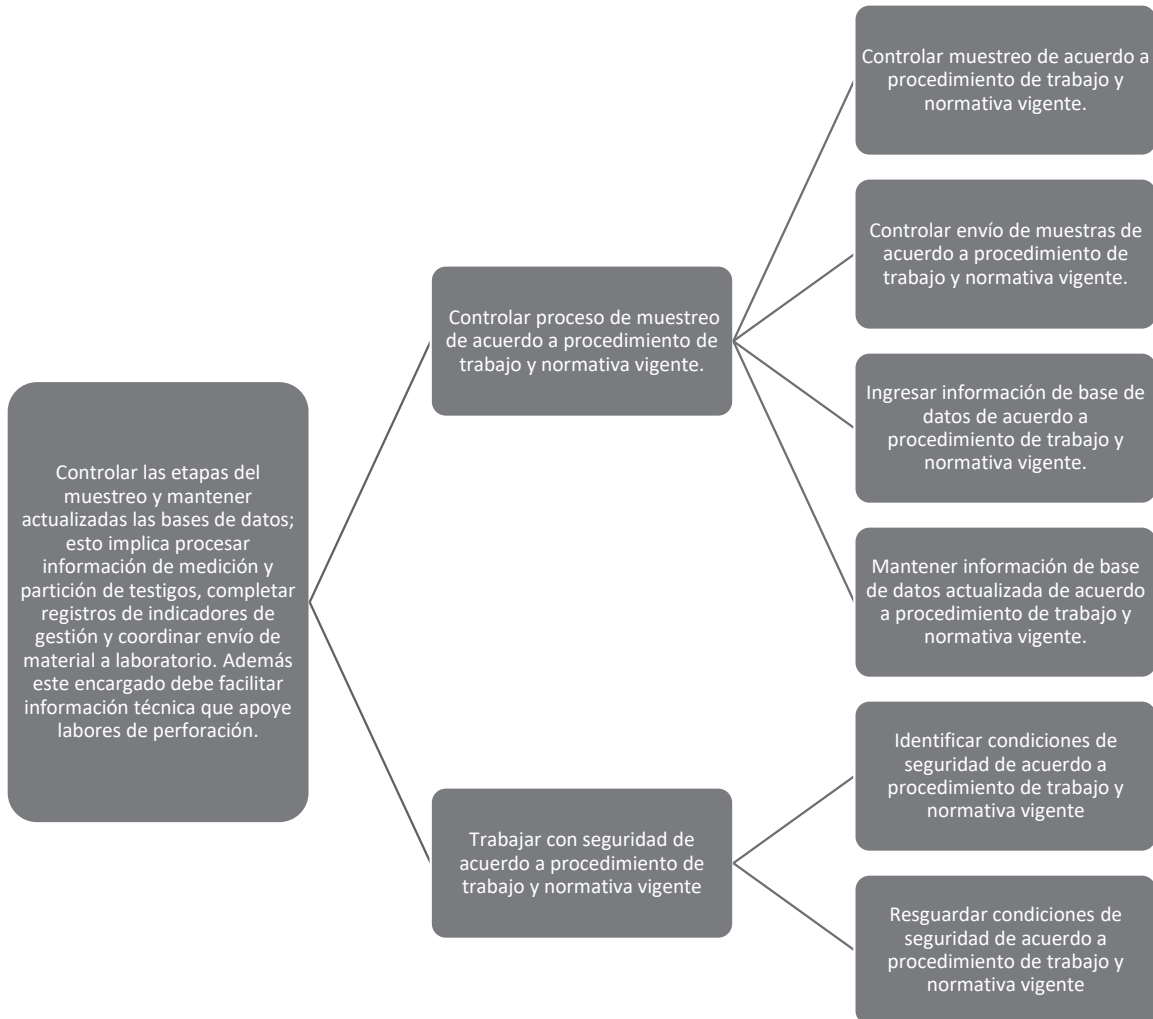 Controlar las etapas del
muestreo y mantener
actualizadas las bases de datos;
esto implica procesar
información de medición y
partición de testigos, completar
registros de indicadores de
gestión y coordinar envío de
material a laboratorio. Además
este encargado debe facilitar
información técnica que apoye
labores de perforación.
Controlar proceso de muestreo
de acuerdo a procedimiento de
trabajo y normativa vigente.
Controlar muestreo de acuerdo a
procedimiento de trabajo y
normativa vigente.
Controlar envío de muestras de
acuerdo a procedimiento de
trabajo y normativa vigente.
Ingresar información de base de
datos de acuerdo a
procedimiento de trabajo y
normativa vigente.
Mantener información de base
de datos actualizada de acuerdo
a procedimiento de trabajo y
normativa vigente.
Trabajar con seguridad de
acuerdo a procedimiento de
trabajo y normativa vigente
Identificar condiciones de
seguridad de acuerdo a
procedimiento de trabajo y
normativa vigente
Resguardar condiciones de
seguridad de acuerdo a
procedimiento de trabajo y
normativa vigente